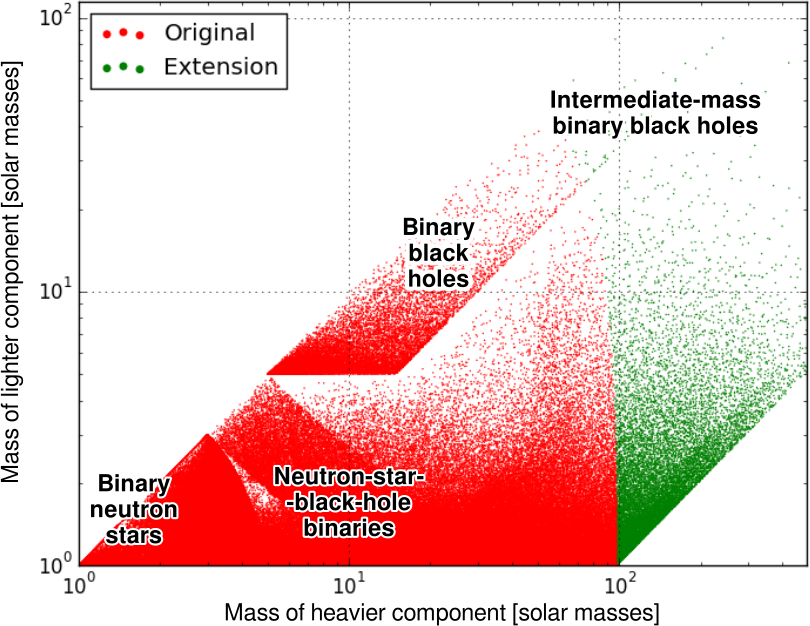 Original
Extension
10²
Intermediate-mass
binary black holes
Binary
black
holes
10¹
Binary
neutron
stars
Neutron-star-
-black-hole
binaries
10⁰
10⁰
10¹
10²
Mass of heavier component [solar masses]
Mass of lighter component [solar masses]